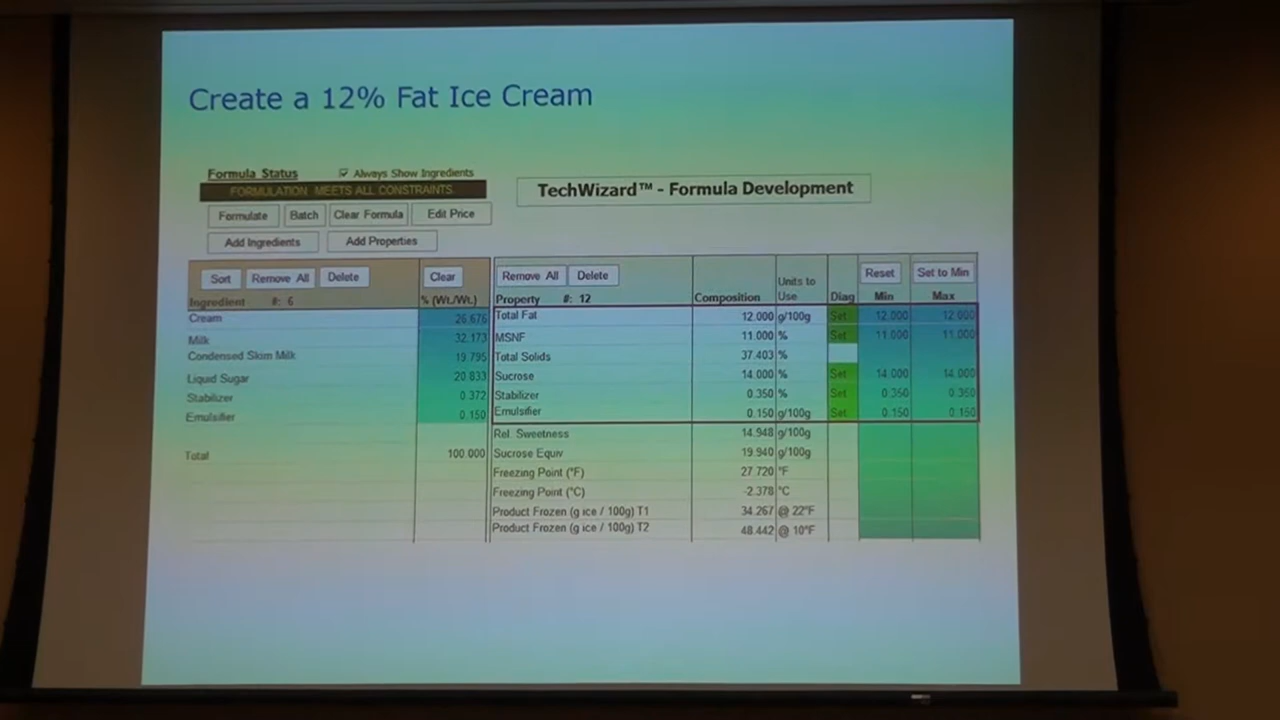 Create a 12% Fat Ice Cream
Formula Status Always Show Ingredients
FORMULATION MEETS ALL CONSTRAINTS
TechWizard™ - Formula Development
Formulate Batch Clear Formula Edit Price
Add Ingredients Add Properties
Sort Remove All Delete Clear Remove All Delete Units to Use Reset Set to Min
Ingredient #: 6 % (Wt./Wt.) Property #: 12 Composition Diag Min Max
Cream 26.676 Total Fat 12.000 g/100g Set 12.000 12.000
Milk 32.173 MSNF 11.000 % Set 11.000 11.000
Condensed Skim Milk 19.795 Total Solids 37.403 %
Liquid Sugar 20.833 Sucrose 14.000 % Set 14.000 14.000
Stabilizer 0.372 Stabilizer 0.350 % Set 0.350 0.350
Emulsifier 0.150 Emulsifier 0.150 g/100g Set 0.150 0.150
Rel. Sweetness 14.948 g/100g
Total 100.000 Sucrose Equiv 19.940 g/100g
Freezing Point (°F) 27.720 °F
Freezing Point (°C) -2.378 °C
Product Frozen (g ice / 100g) T1 34.267 @ 22°F
Product Frozen (g ice / 100g) T2 48.442 @ 10°F